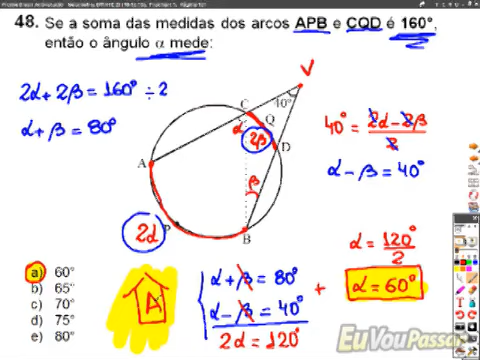 48. Se a soma das medidas dos arcos APB e CQD é 160°,
então o ângulo α mede:
2α + 2β = 160° ÷ 2
α + β = 80°
V
40°
C
α
Q
2β
D
A
β
P
B
2α
40° = 2α - 2β
2
α - β = 40°
a) 60°
b) 65°
c) 70°
d) 75°
e) 80°
A
α + β = 80°
α - β = 40°
+
2α = 120°
α = 120°
2
α = 60°
EuVouPassar